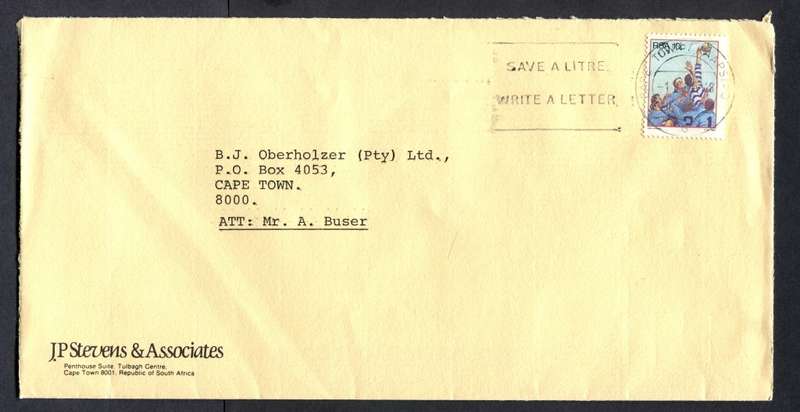 SAVE A LITRE
WRITE A LETTER
B.J. Oberholzer (Pty) Ltd.,
P.O. Box 4053,
CAPE TOWN.
8000.
ATT: Mr. A. Buser
J.P Stevens & Associates
Penthouse Suite, Tulbagh Centre,
Cape Town 8001, Republic of South Africa